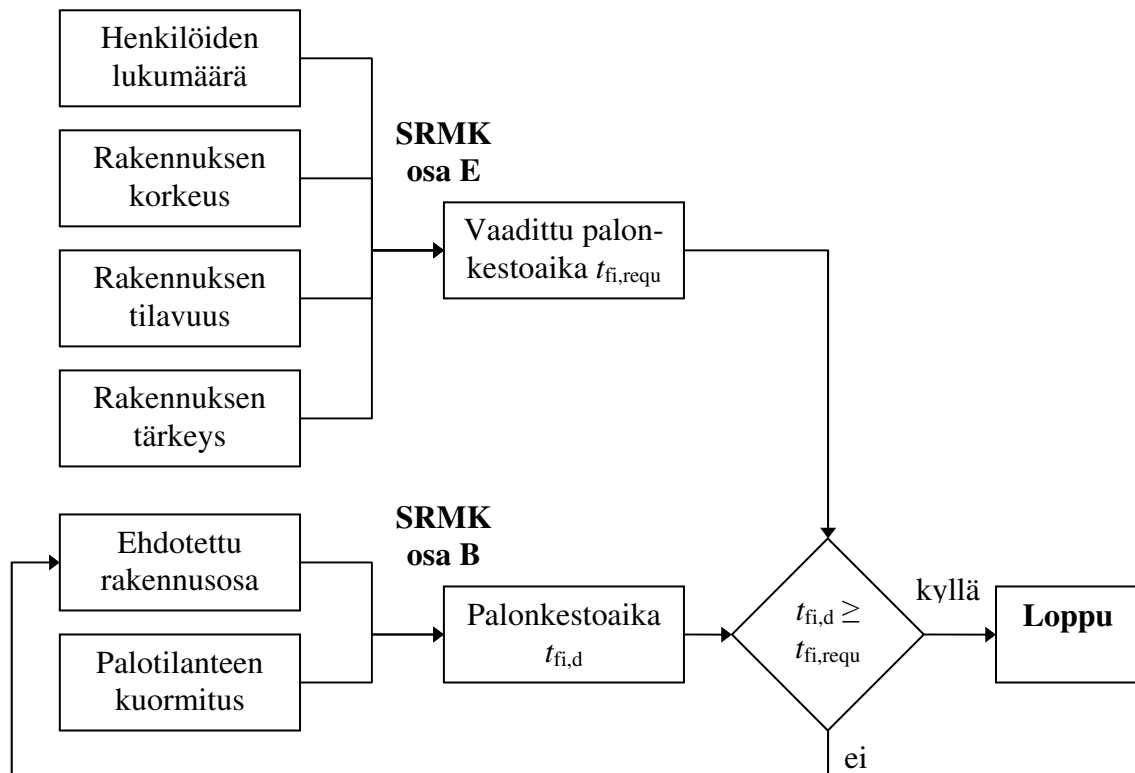 Henkilöiden
lukumäärä
Rakennuksen
korkeus
Rakennuksen
tilavuus
Rakennuksen
tärkeys
SRMK
osa E
Vaadittu palon-
kestoaika tfi,requ
Ehdotettu
rakennusosa
Palotilanteen
kuormitus
SRMK
osa B
Palonkestoaika
tfi,d
tfi,d ≥
tfi,requ
kyllä
Loppu
ei